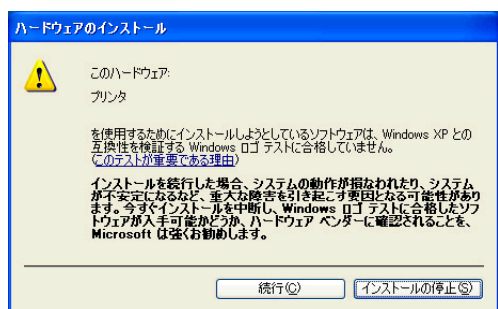 ハードウェアのインストール
このハードウェア:
プリンタ
を使用するためにインストールしようとしているソフトウェアは、Windows XP との
互換性を検証する Windows ロゴ テストに合格していません。
(このテストが重要である理由)
インストールを続行した場合、システムの動作が損なわれたり、システム
が不安定になるなど、重大な障害を引き起こす要因となる可能性があり
ます。今すぐインストールを中断し、Windows ロゴ テストに合格したソフ
トウェアが入手可能かどうか、ハードウェア ベンダーに確認されることを、
Microsoft は強くお勧めします。
続行(C)
インストールの停止(S)